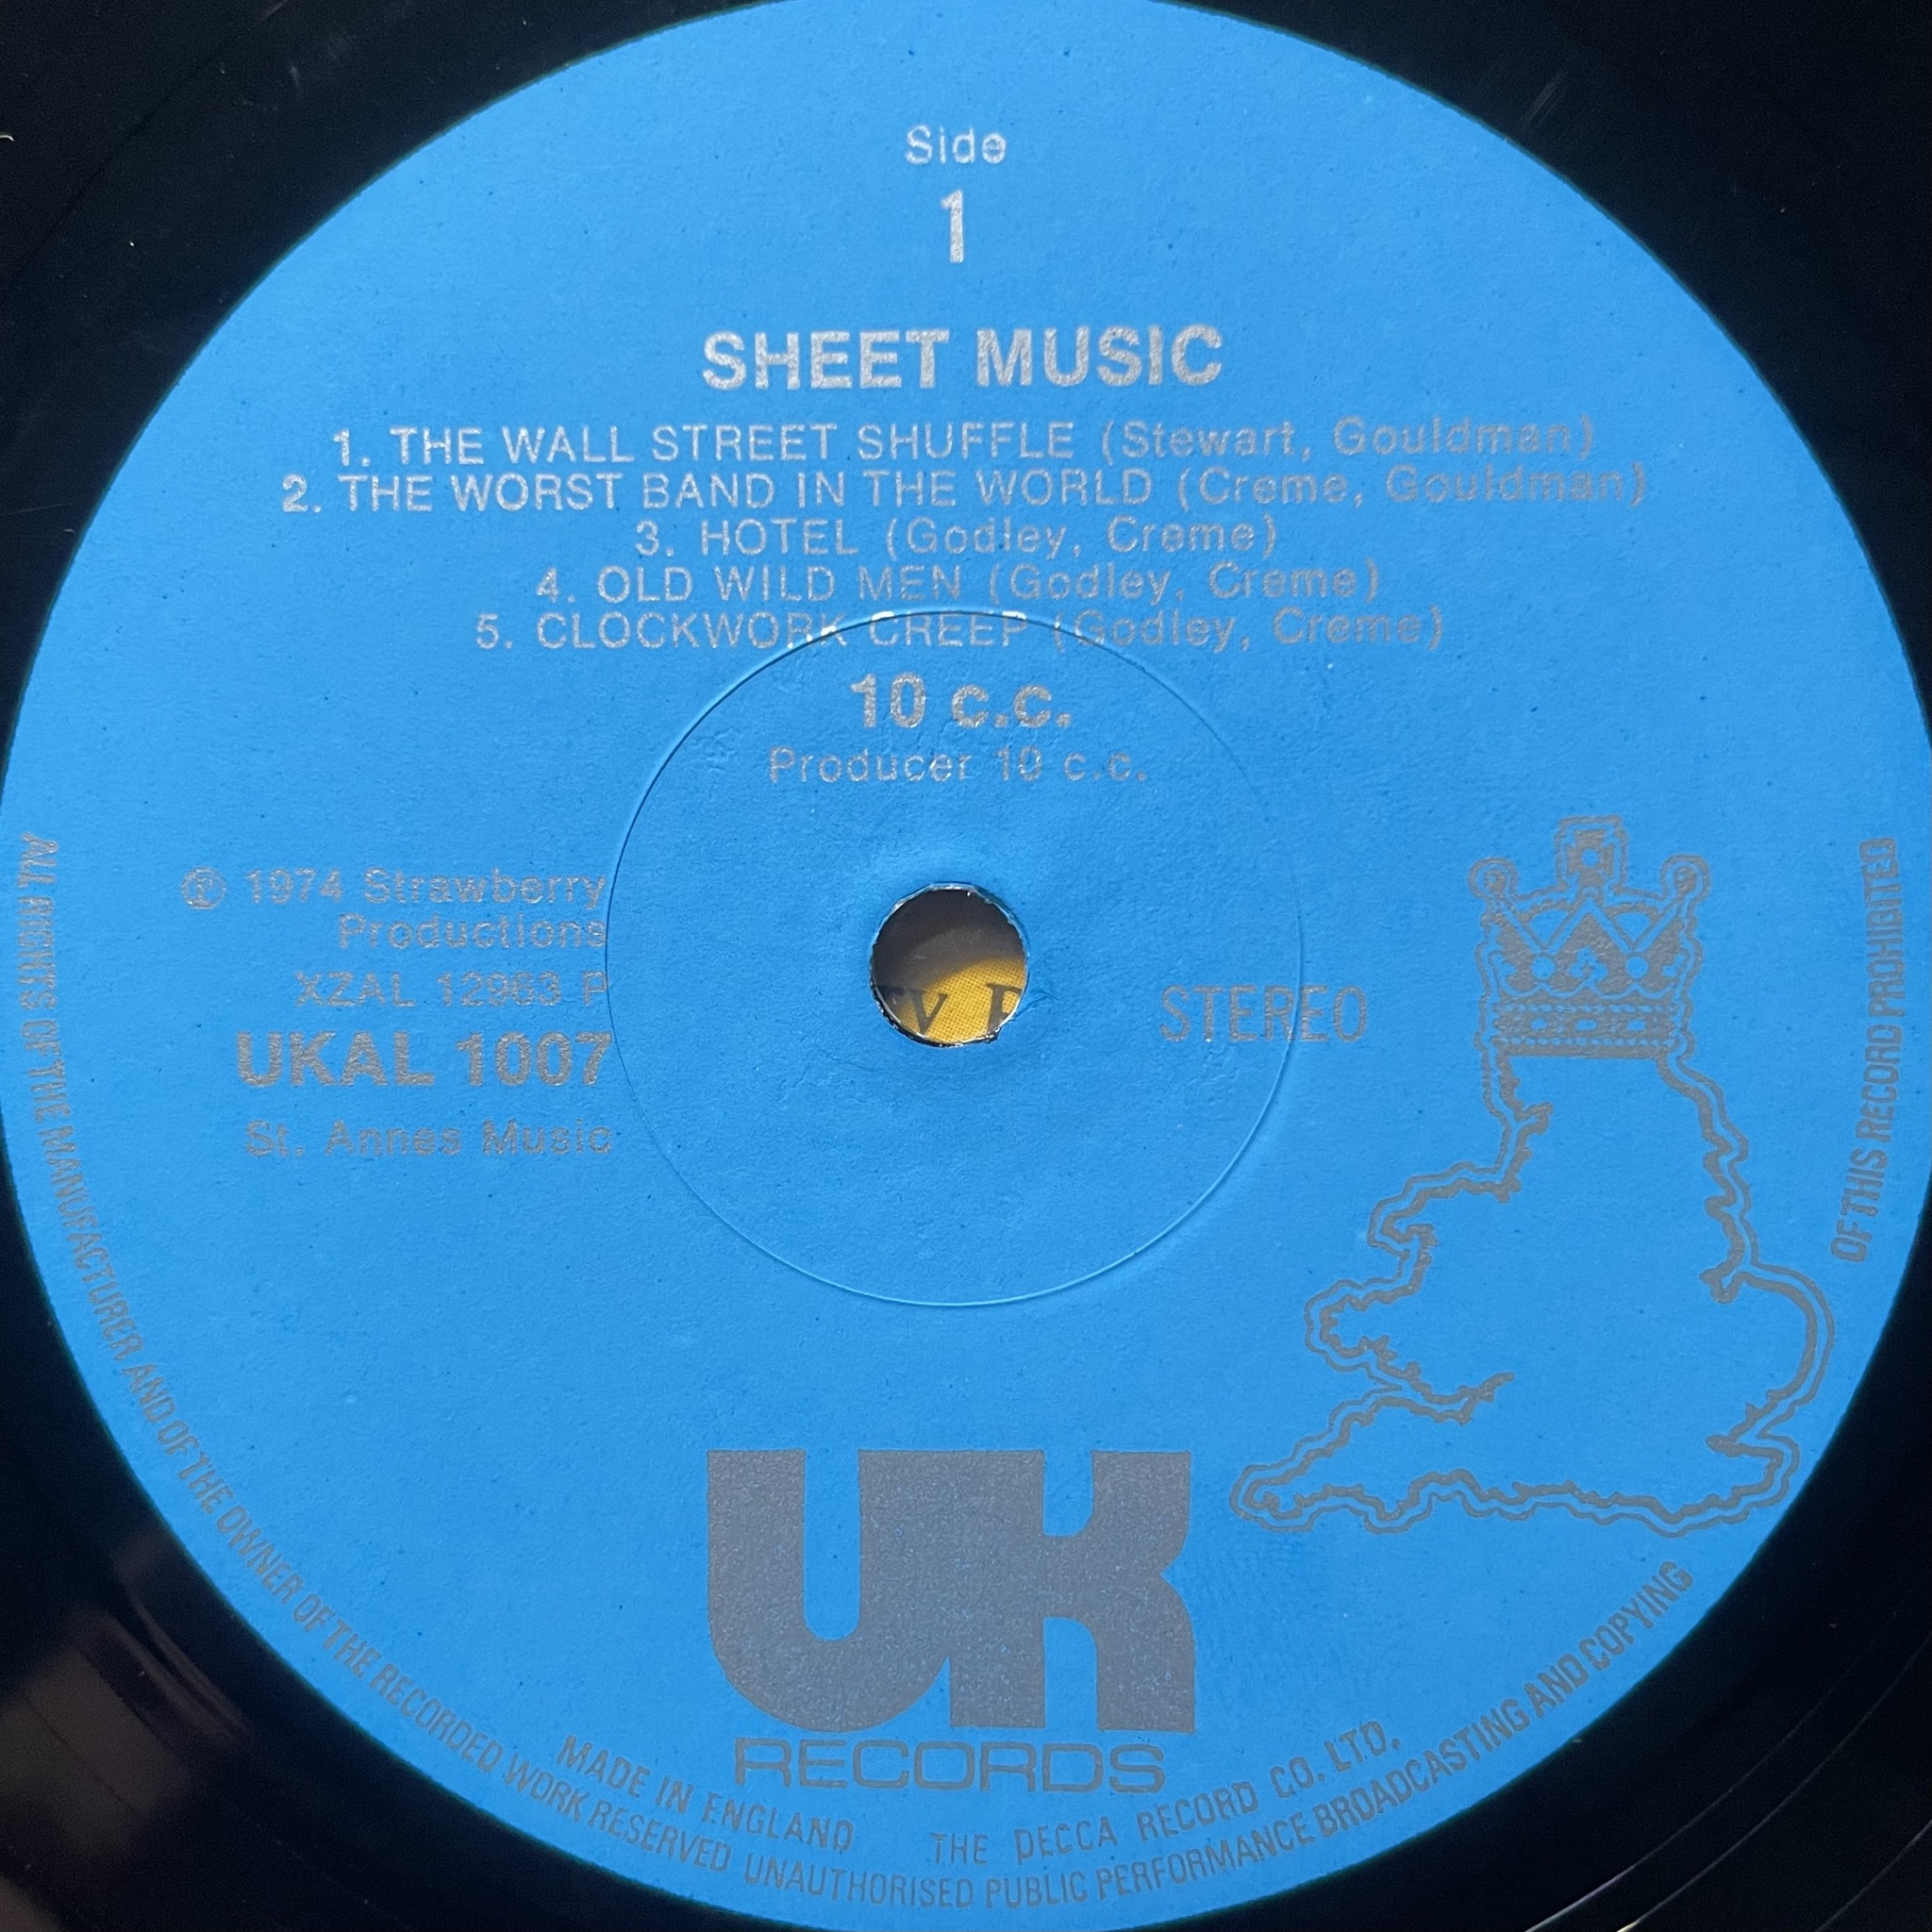 Side
1
SHEET MUSIC
1. THE WALL STREET SHUFFLE (Stewart, Gouldman)
2. THE WORST BAND IN THE WORLD (Creme, Gouldman)
3. HOTEL (Godley, Creme)
4. OLD WILD MEN (Godley, Creme)
5. CLOCKWORK CREEP (Godley, Creme)
10 c.c.
Producer 10 c.c.
Ⓟ 1974 Strawberry
Productions
XZAL 12963 P
UKAL 1007
St. Annes Music
STEREO
UK
RECORDS
MADE IN ENGLAND THE DECCA RECORD CO. LTD.
ALL RIGHTS OF THE MANUFACTURER AND OF THE OWNER OF THE RECORDED WORK RESERVED UNAUTHORISED PUBLIC PERFORMANCE BROADCASTING AND COPYING OF THIS RECORD PROHIBITED